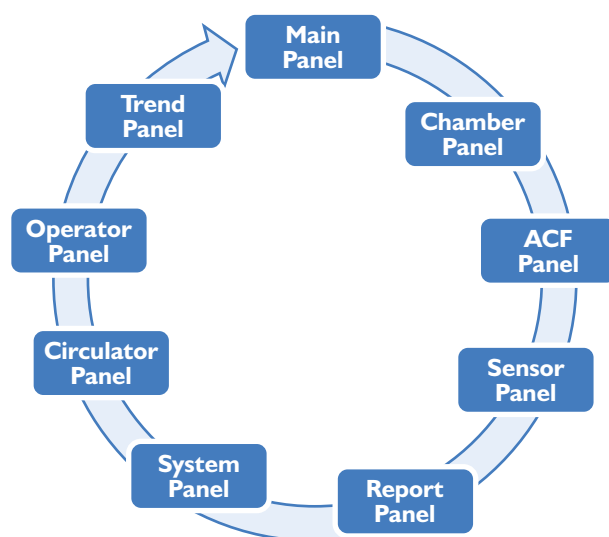 Main
Panel
Chamber
Panel
ACF
Panel
Sensor
Panel
Report
Panel
System
Panel
Circulator
Panel
Operator
Panel
Trend
Panel